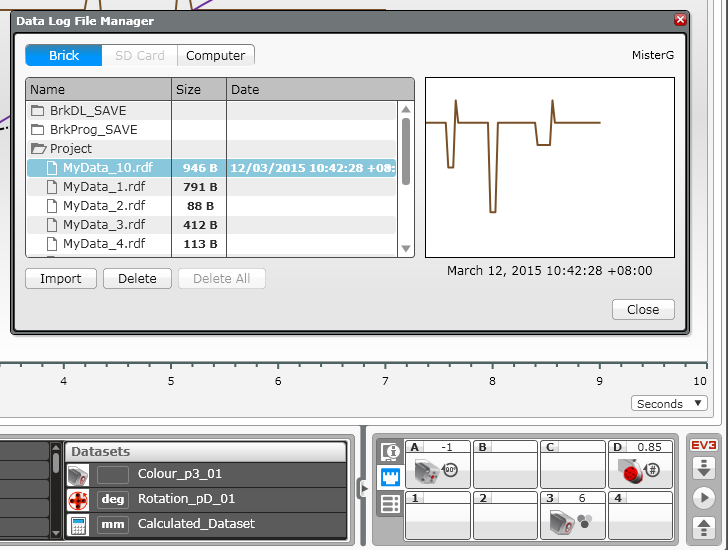 Data Log File Manager
Brick SD Card Computer MisterG
Name Size Date
BrkDL_SAVE
BrkProg_SAVE
Project
MyData_10.rdf 946 B 12/03/2015 10:42:28 +08:
MyData_1.rdf 791 B
MyData_2.rdf 88 B
MyData_3.rdf 412 B
MyData_4.rdf 113 B
Import Delete Delete All
March 12, 2015 10:42:28 +08:00
Close
4 5 6 7 8 9 10
Seconds
Datasets
Colour_p3_01
deg Rotation_pD_01
mm Calculated_Dataset
A -1 B C D 0.85
#
1 2 3 6 4
EV3